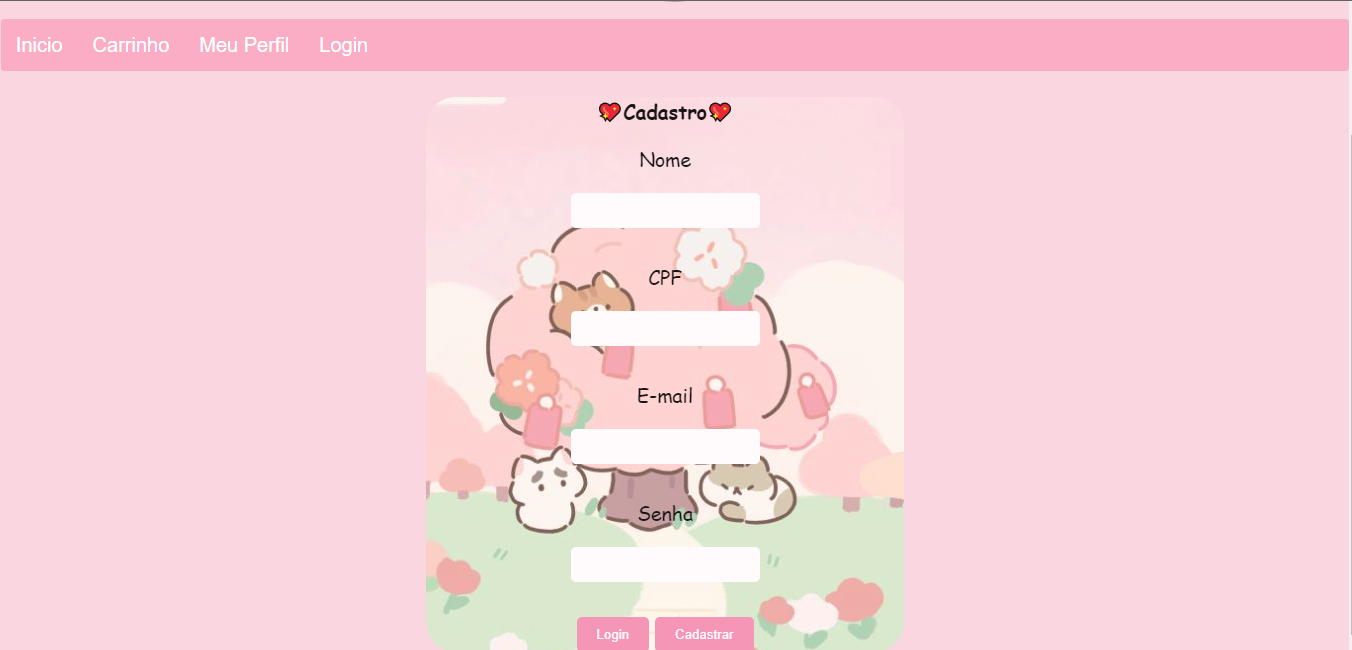 Inicio Carrinho Meu Perfil Login
💖Cadastro💖
Nome
CPF
E-mail
Senha
Login Cadastrar